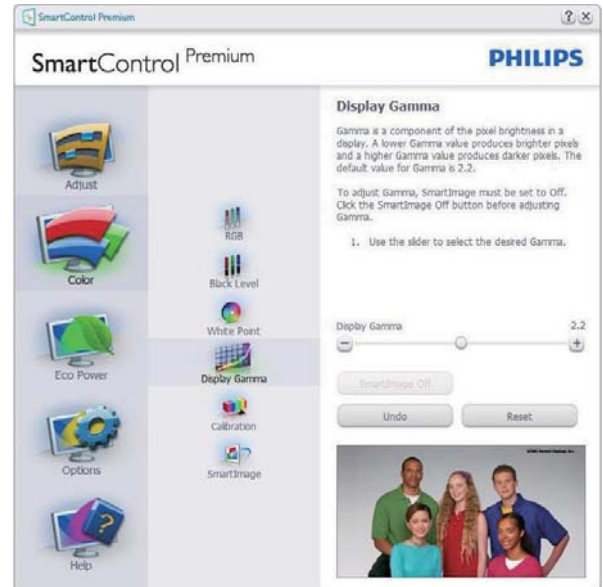 SmartControl Premium
? ×
SmartControl Premium
PHILIPS
Adjust
Color
Eco Power
Options
Help
RGB
Black Level
White Point
Display Gamma
Calibration
SmartImage
Display Gamma
Gamma is a component of the pixel brightness in a
display. A lower Gamma value produces brighter pixels
and a higher Gamma value produces darker pixels. The
default value for Gamma is 2.2.
To adjust Gamma, SmartImage must be set to Off.
Click the SmartImage Off button before adjusting
Gamma.
1. Use the slider to select the desired Gamma.
Display Gamma 2.2
SmartImage Off
Undo Reset